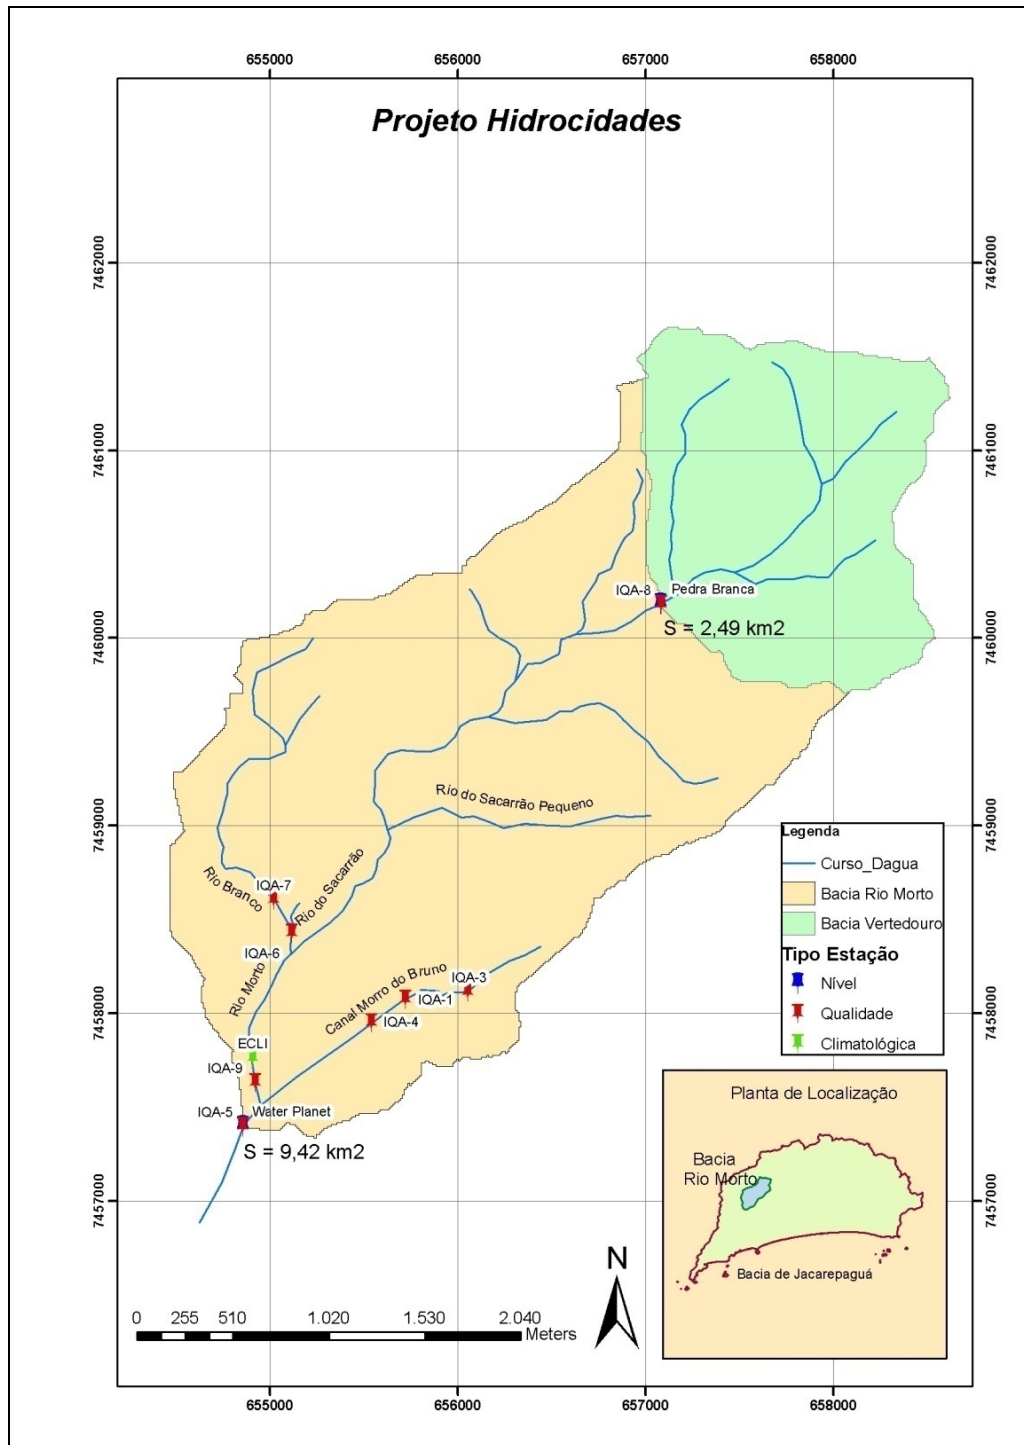 655000 656000 657000 658000
Projeto Hidrocidades
7462000 7462000
7461000 7461000
IQA-8 Pedra Branca
S = 2,49 km2
7460000 7460000
Rio do Sacarrão Pequeno
7459000 7459000
Legenda
Curso_Dagua
Bacia Rio Morto
Bacia Vertedouro
Tipo Estação
Nível
Qualidade
Climatológica
Rio Branco
IQA-7
Rio do Sacarrão
IQA-6
Rio Morto
Canal Morro do Bruno
IQA-3
IQA-1
IQA-4
7458000 7458000
ECLI
IQA-9
IQA-5 Water Planet
S = 9,42 km2
Planta de Localização
Bacia
Rio Morto
Bacia de Jacarepaguá
7457000 7457000
N
0 255 510 1.020 1.530 2.040
Meters
655000 656000 657000 658000